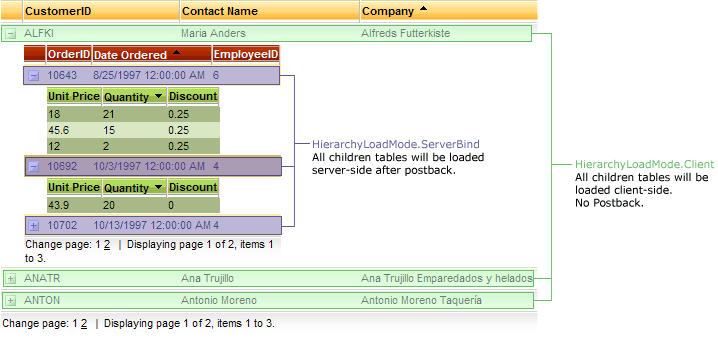 CustomerID Contact Name Company
ALFKI Maria Anders Alfreds Futterkiste
OrderID Date Ordered EmployeeID
10643 8/25/1997 12:00:00 AM 6
Unit Price Quantity Discount
18 21 0.25
45.6 15 0.25
12 2 0.25
10692 10/3/1997 12:00:00 AM 4
Unit Price Quantity Discount
43.9 20 0
10702 10/13/1997 12:00:00 AM 4
Change page: 1 2 | Displaying page 1 of 2, items 1
to 3.
HierarchyLoadMode.ServerBind
All children tables will be loaded
server-side after postback.
HierarchyLoadMode.Client
All children tables will be
loaded client-side.
No Postback.
ANATR Ana Trujillo Ana Trujillo Emparedados y helados
ANTON Antonio Moreno Antonio Moreno Taquería
Change page: 1 2 | Displaying page 1 of 2, items 1 to 3.